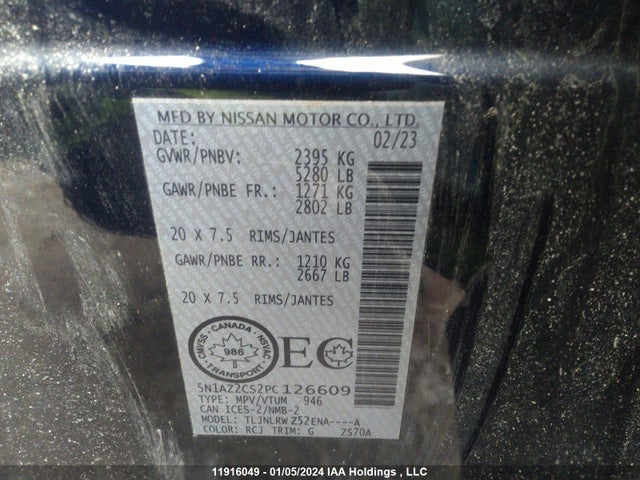 MFD BY NISSAN MOTOR CO., LTD.
DATE: 02/23
GVWR/PNBV: 2395 KG
5280 LB
GAWR/PNBE FR.: 1271 KG
2802 LB
20 X 7.5 RIMS/JANTES
GAWR/PNBE RR.: 1210 KG
2667 LB
20 X 7.5 RIMS/JANTES
CANADA
CMVSS NSVAC
986
TRANSPORT
EC
5N1AZ2CS2PC126609
TYPE: MPV/VTUM 946
CAN ICES-2/NMB-2
MODEL: TLJNLRW Z52ENA----A
COLOR: RCJ TRIM: G ZS70A
11916049 - 01/05/2024 IAA Holdings , LLC